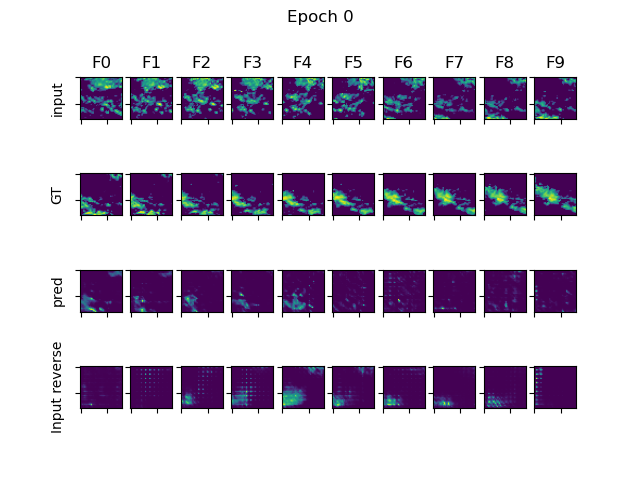 Epoch 0
F0 F1 F2 F3 F4 F5 F6 F7 F8 F9
input
GT
pred
Input reverse